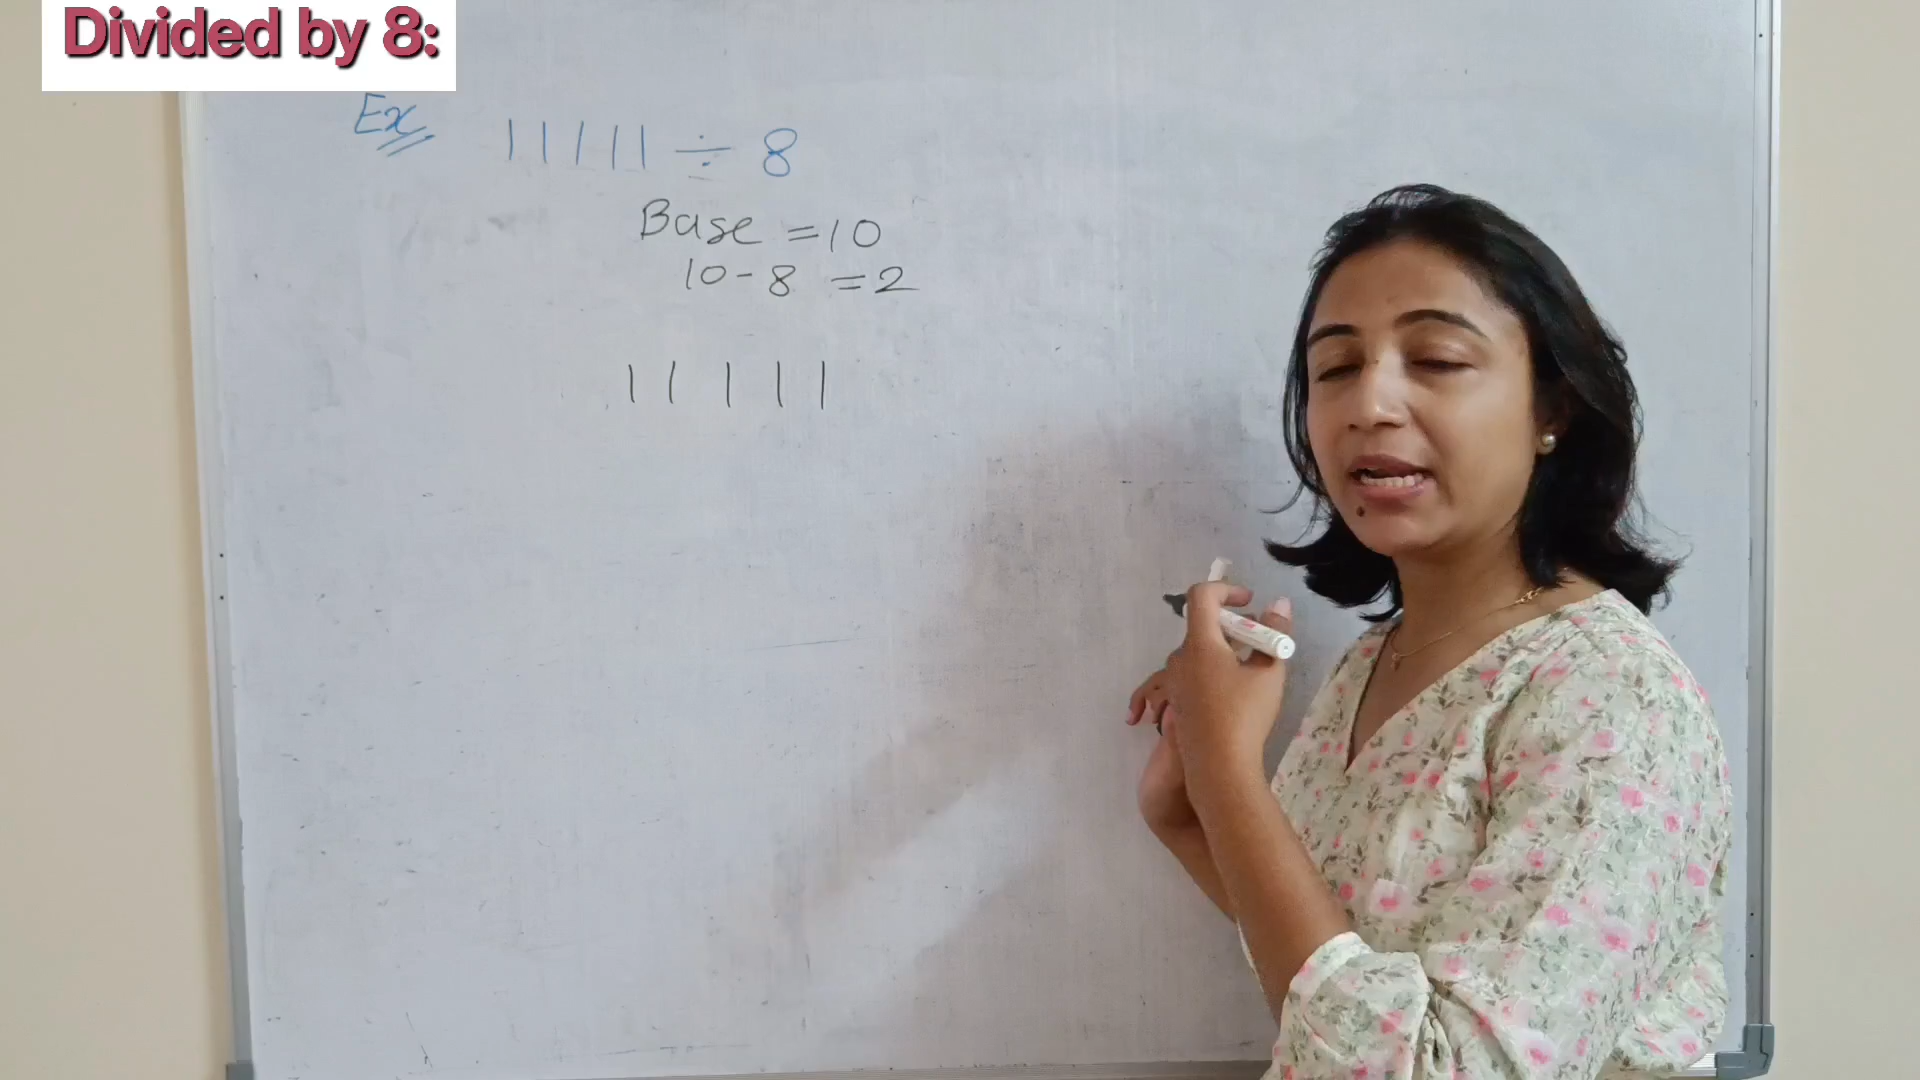 Divided by 8:
Ex
11111 ÷ 8
Base = 10
10 - 8 = 2
1 1 1 1 1